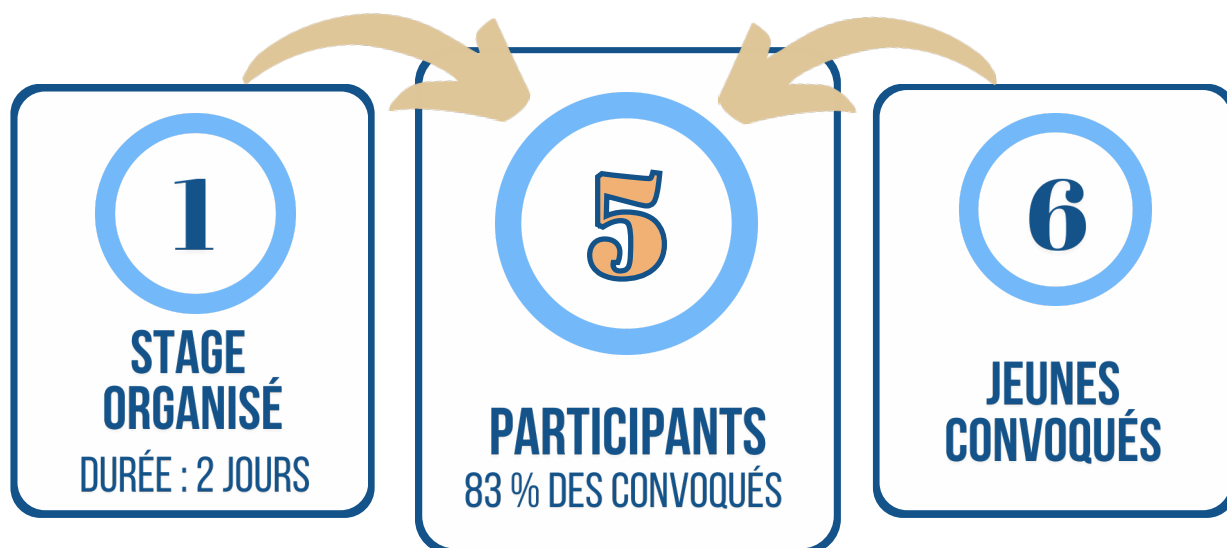 1
STAGE
ORGANISÉ
DURÉE : 2 JOURS
5
PARTICIPANTS
83 % DES CONVOQUÉS
6
JEUNES
CONVOQUÉS